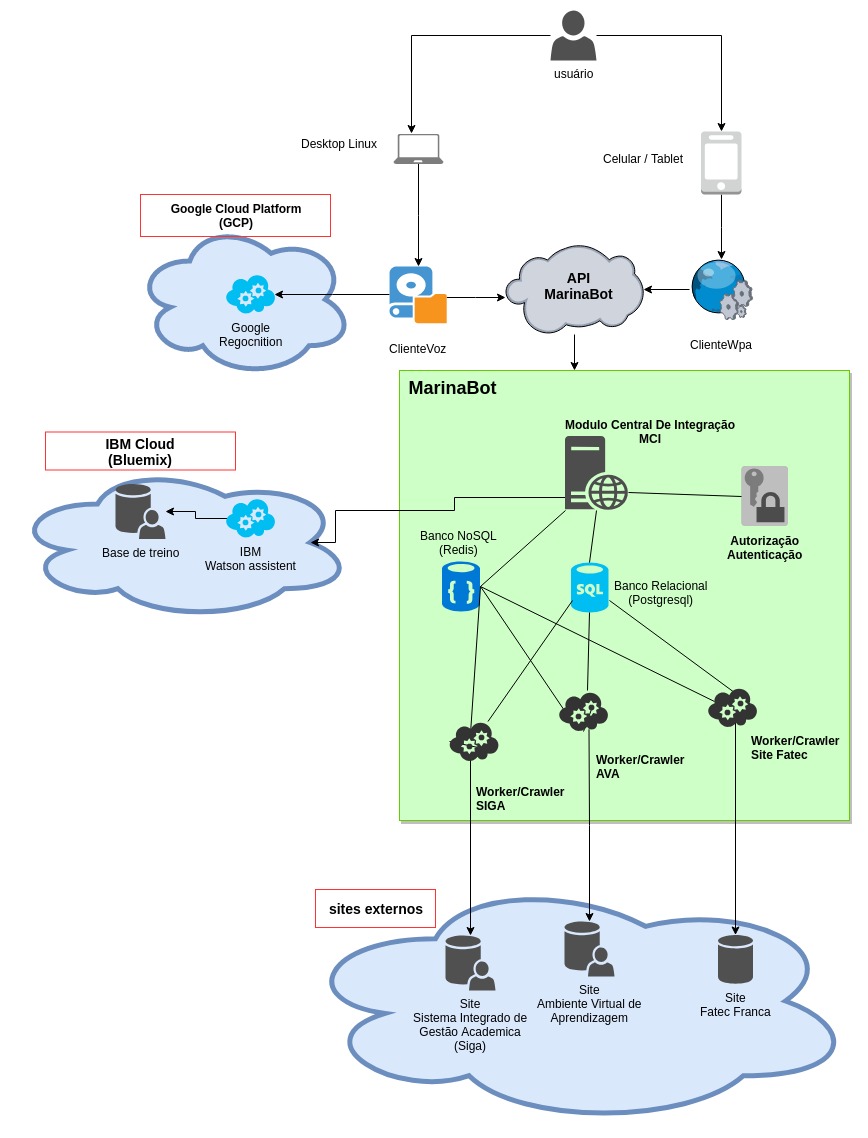 usuário
Desktop Linux
Celular / Tablet
Google Cloud Platform
(GCP)
API
MarinaBot
Google
Regocnition
ClienteVoz
ClienteWpa
MarinaBot
Modulo Central De Integração
MCI
IBM Cloud
(Bluemix)
Base de treino
IBM
Watson assistent
Banco NoSQL
(Redis)
{ }
SQL
Banco Relacional
(Postgresql)
Autorização
Autenticação
Worker/Crawler
SIGA
Worker/Crawler
AVA
Worker/Crawler
Site Fatec
sites externos
Site
Sistema Integrado de
Gestão Academica
(Siga)
Site
Ambiente Virtual de
Aprendizagem
Site
Fatec Franca